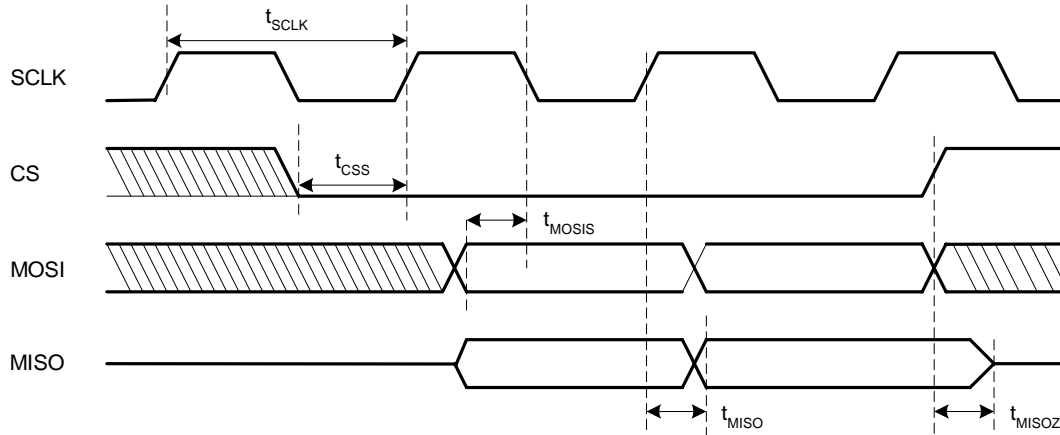 tSCLK
SCLK
CS
tCSS
tMOSIS
MOSI
MISO
tMISO
tMISOZ